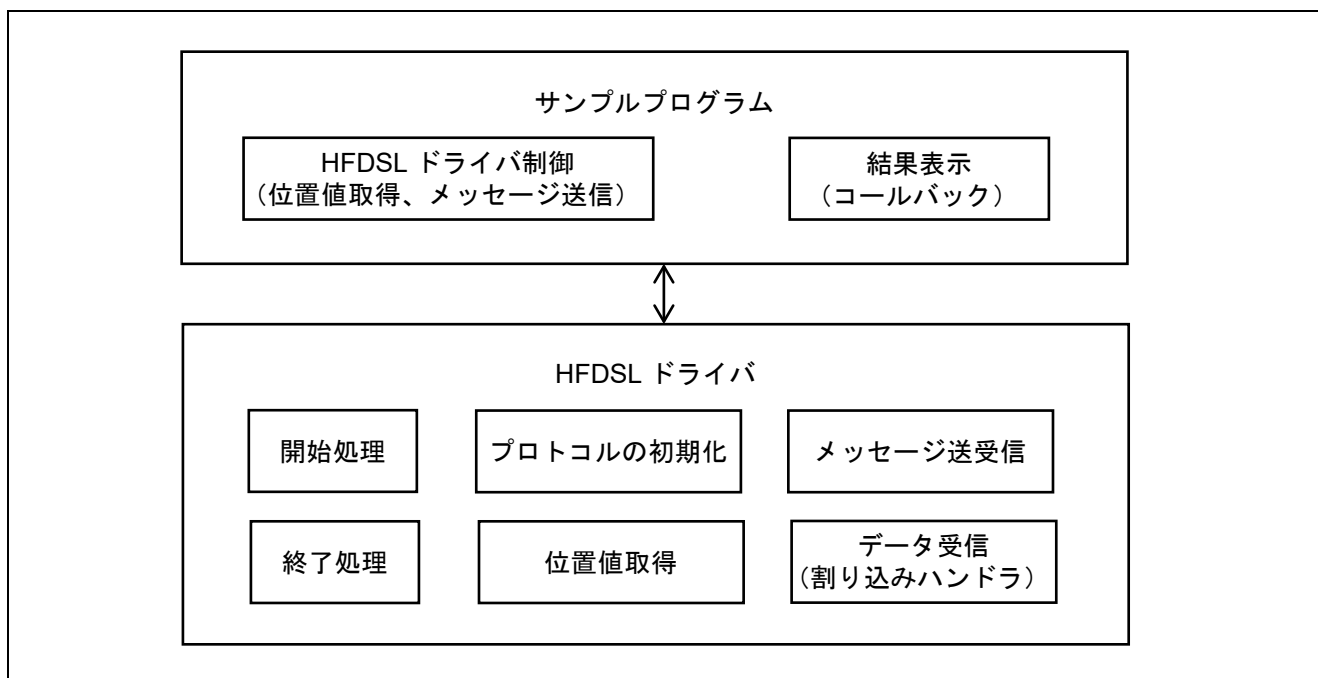 サンプルプログラム
HFDSL ドライバ制御
（位置値取得、メッセージ送信）
結果表示
（コールバック）
HFDSL ドライバ
開始処理
プロトコルの初期化
メッセージ送受信
終了処理
位置値取得
データ受信
（割り込みハンドラ）